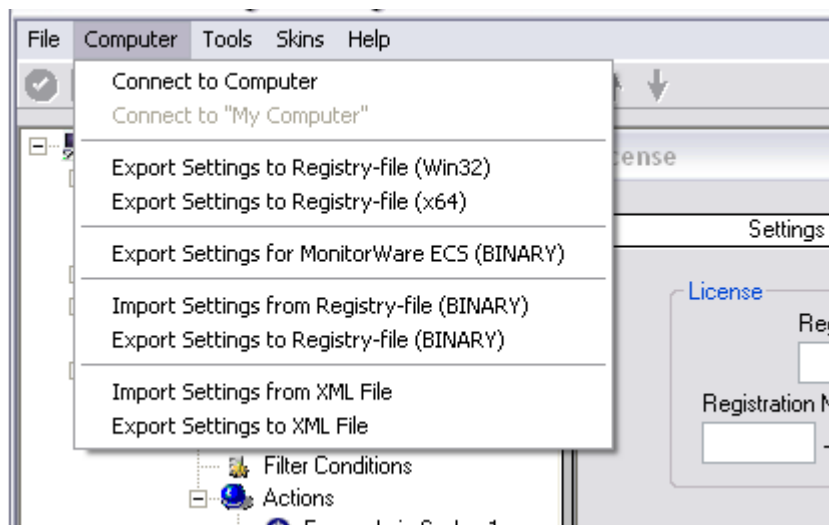 File Computer Tools Skins Help
Connect to Computer
Connect to "My Computer"
Export Settings to Registry-file (Win32)
Export Settings to Registry-file (x64)
Export Settings for MonitorWare ECS (BINARY)
Import Settings from Registry-file (BINARY)
Export Settings to Registry-file (BINARY)
Import Settings from XML File
Export Settings to XML File
Filter Conditions
Actions
Settings
License
Registration